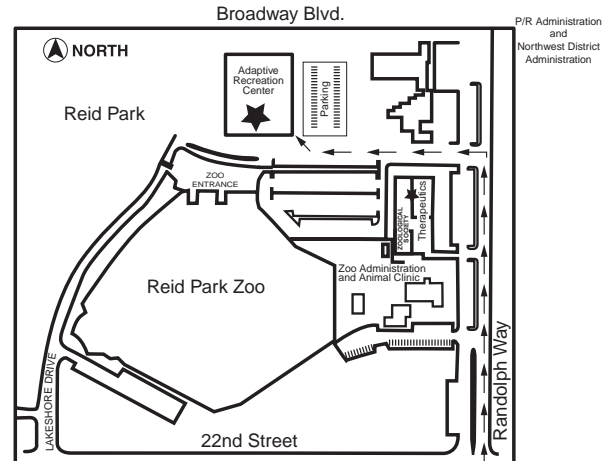 Broadway Blvd.
P/R Administration
and
Northwest District
Administration
NORTH
Adaptive
Recreation
Center
Parking
Reid Park
ZOO
ENTRANCE
ZOOLOGICAL
SOCIETY
Therapeutics
Zoo Administration
and Animal Clinic
Reid Park Zoo
Randolph Way
LAKESHORE DRIVE
22nd Street